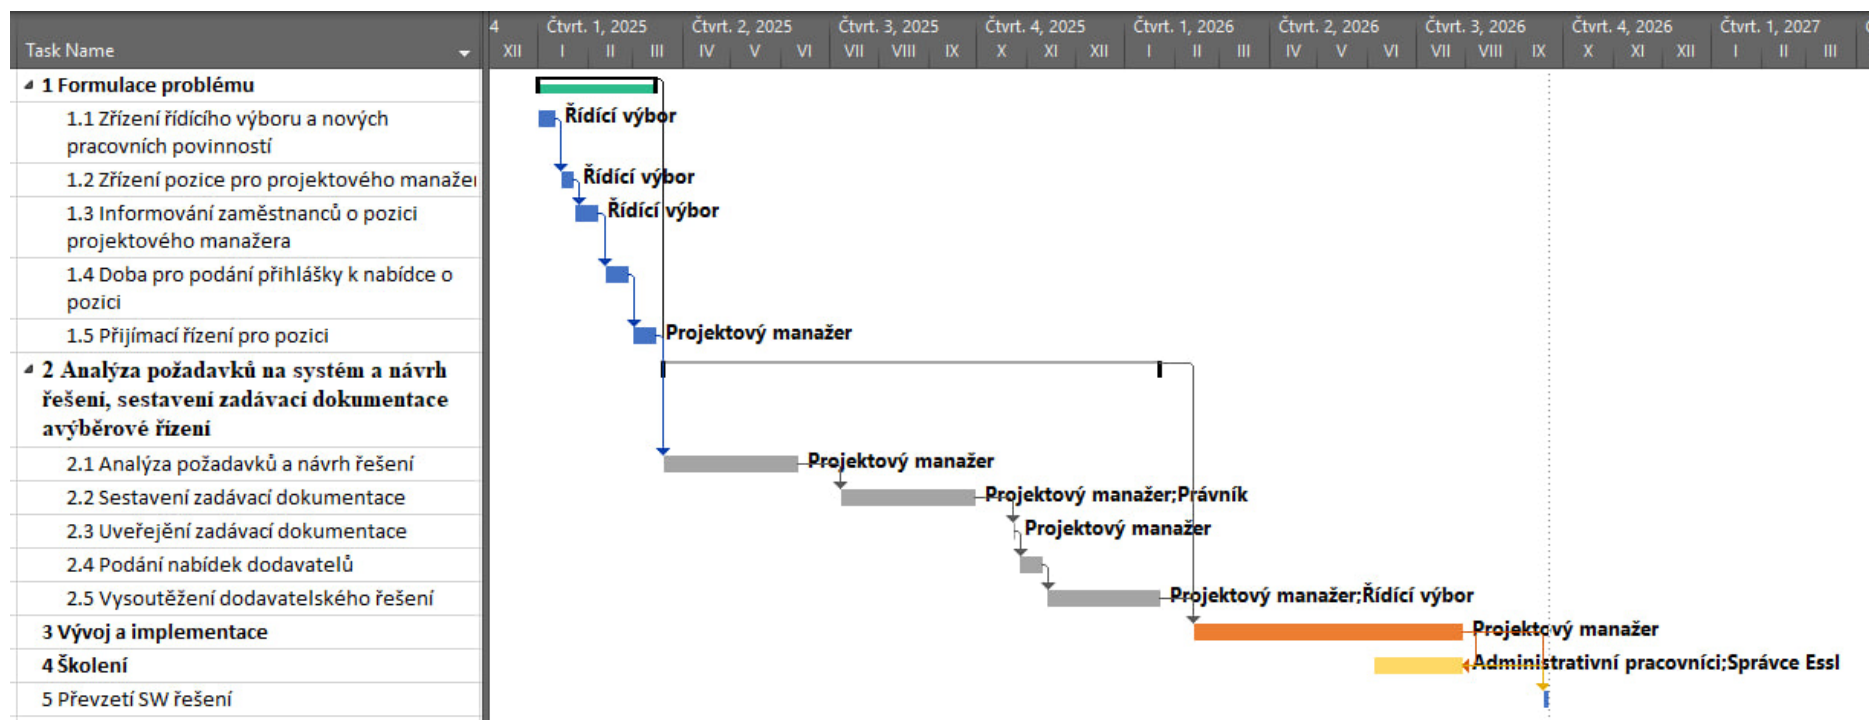 4 Čtvrt. 1, 2025 Čtvrt. 2, 2025 Čtvrt. 3, 2025 Čtvrt. 4, 2025 Čtvrt. 1, 2026 Čtvrt. 2, 2026 Čtvrt. 3, 2026 Čtvrt. 4, 2026 Čtvrt. 1, 2027
Task Name XII I II III IV V VI VII VIII IX X XI XII I II III IV V VI VII VIII IX X XI XII I II III
1 Formulace problému
1.1 Zřízení řídícího výboru a nových Řídící výbor
pracovních povinností
1.2 Zřízení pozice pro projektového manažer Řídící výbor
1.3 Informování zaměstnanců o pozici Řídící výbor
projektového manažera
1.4 Doba pro podání přihlášky k nabídce o
pozici
1.5 Přijímací řízení pro pozici Projektový manažer
2 Analýza požadavků na systém a návrh
řešení, sestavení zadávací dokumentace
avýběrové řízení
2.1 Analýza požadavků a návrh řešení Projektový manažer
2.2 Sestavení zadávací dokumentace Projektový manažer;Právník
2.3 Uveřejění zadávací dokumentace Projektový manažer
2.4 Podání nabídek dodavatelů
2.5 Vysoutěžení dodavatelského řešení Projektový manažer;Řídící výbor
3 Vývoj a implementace Projektový manažer
4 Školení Administrativní pracovníci;Správce Essl
5 Převzetí SW řešení